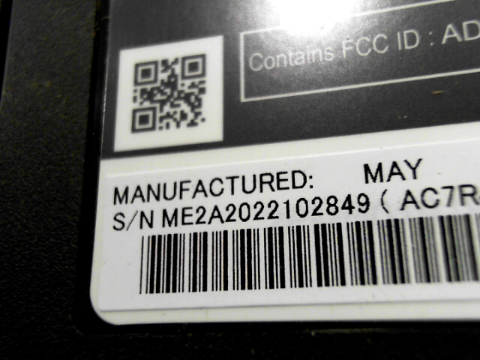 Contains FCC ID : AD
MANUFACTURED: MAY
S/N ME2A2022102849 ( AC7R